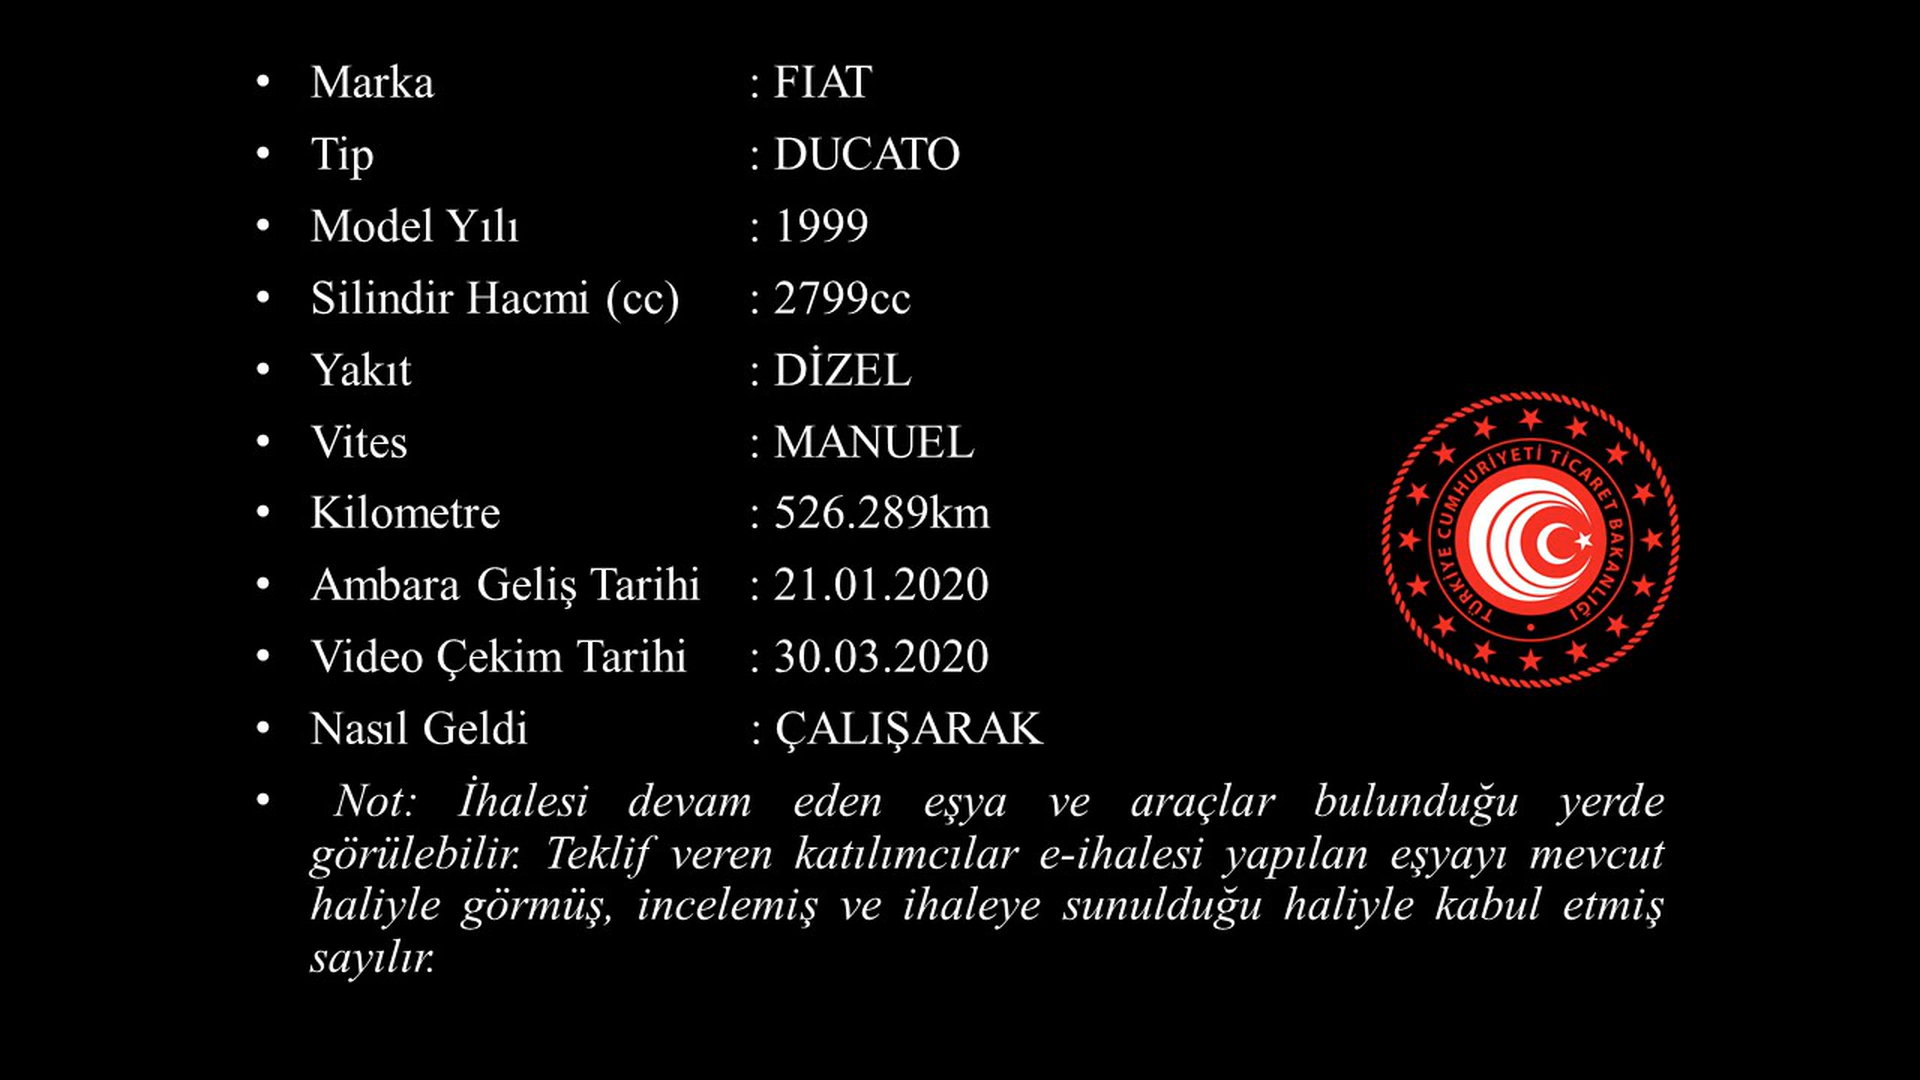 • Marka : FIAT
• Tip : DUCATO
• Model Yılı : 1999
• Silindir Hacmi (cc) : 2799cc
• Yakıt : DİZEL
• Vites : MANUEL
• Kilometre : 526.289km
• Ambara Geliş Tarihi : 21.01.2020
• Video Çekim Tarihi : 30.03.2020
• Nasıl Geldi : ÇALIŞARAK
• Not: İhalesi devam eden eşya ve araçlar bulunduğu yerde
görülebilir. Teklif veren katılımcılar e-ihalesi yapılan eşyayı mevcut
haliyle görmüş, incelemiş ve ihaleye sunulduğu haliyle kabul etmiş
sayılır.
TÜRKİYE CUMHURİYETİ TİCARET BAKANLIĞI